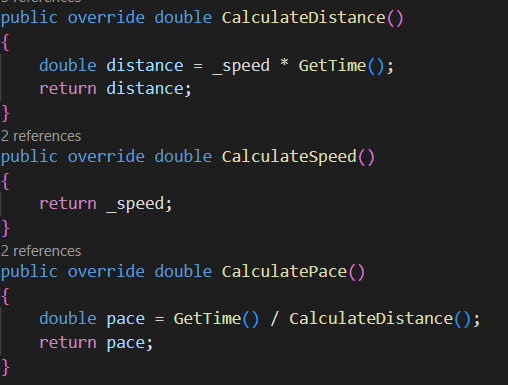 public override double CalculateDistance()
{
    double distance = _speed * GetTime();
    return distance;
}
2 references
public override double CalculateSpeed()
{
    return _speed;
}
2 references
public override double CalculatePace()
{
    double pace = GetTime() / CalculateDistance();
    return pace;
}